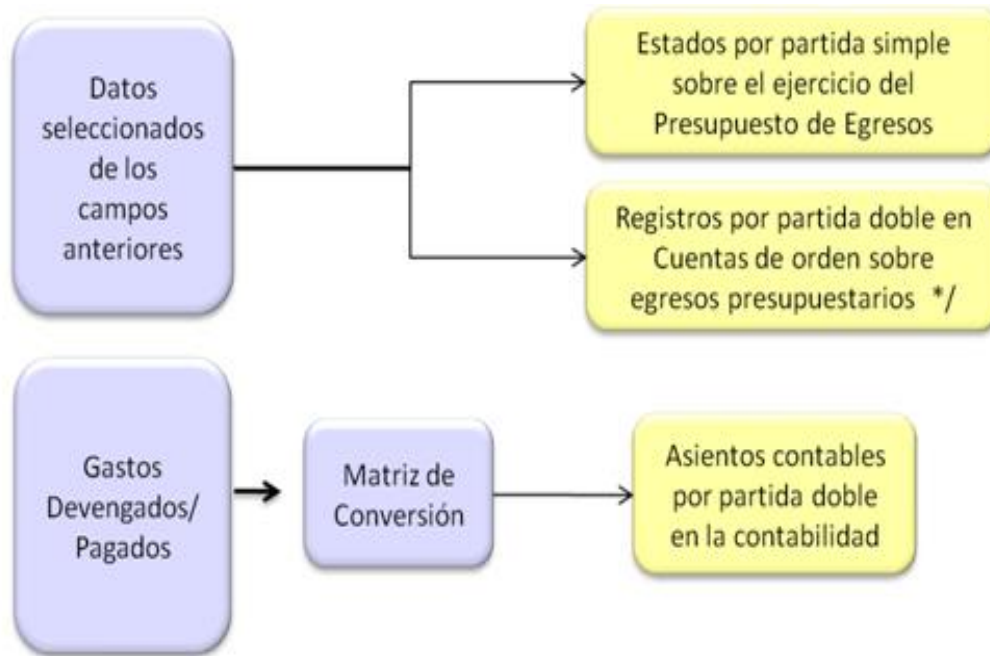 Datos
seleccionados
de los
campos
anteriores
Estados por partida simple
sobre el ejercicio del
Presupuesto de Egresos
Registros por partida doble en
Cuentas de orden sobre
egresos presupuestarios */
Gastos
Devengados/
Pagados
Matriz de
Conversión
Asientos contables
por partida doble
en la contabilidad